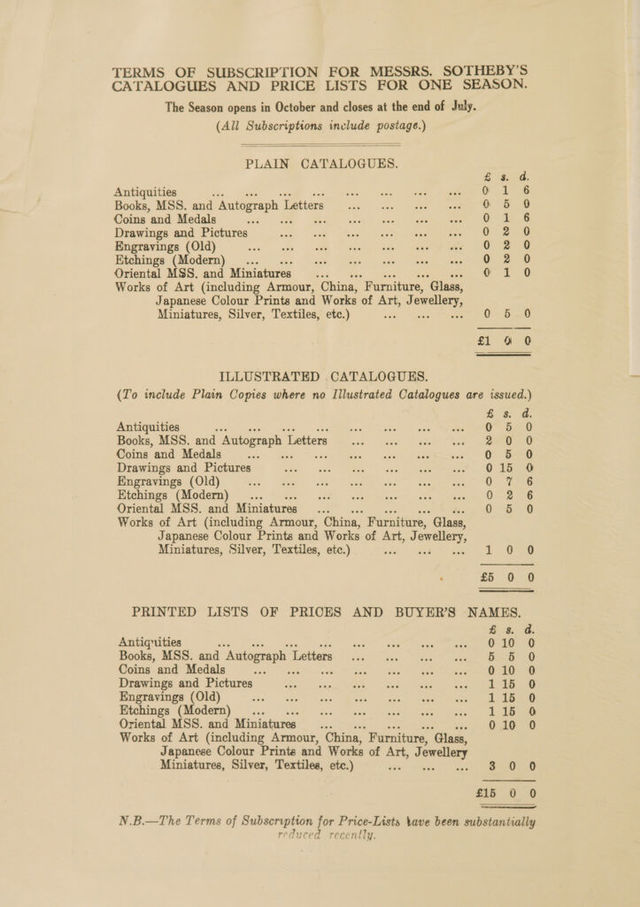 TERMS OF SUBSCRIPTION FOR MESSRS. SOTHEBY'S
CATALOGUES AND PRICE LISTS FOR ONE SEASON.
The Season opens in October and closes at the end of July.
(All Subscriptions include postage.)
PLAIN CATALOGUES.
£ s. d.
Antiquities ... ... ... ... ... ... ... ... 0 1 6
Books, MSS. and Autograph Letters ... ... ... ... 0 5 0
Coins and Medals ... ... ... ... ... ... ... 0 1 6
Drawings and Pictures ... ... ... ... ... ... 0 2 0
Engravings (Old) ... ... ... ... ... ... ... 0 2 0
Etchings (Modern) ... ... ... ... ... ... ... 0 2 0
Oriental MSS. and Miniatures ... ... ... ... ... 0 1 0
Works of Art (including Armour, China, Furniture, Glass,
Japanese Colour Prints and Works of Art, Jewellery,
Miniatures, Silver, Textiles, etc.) ... ... ... 0 5 0
£1 0 0
ILLUSTRATED CATALOGUES.
(To include Plain Copies where no Illustrated Catalogues are issued.)
£ s. d.
Antiquities ... ... ... ... ... ... ... ... 0 5 0
Books, MSS. and Autograph Letters ... ... ... ... 2 0 0
Coins and Medals ... ... ... ... ... ... ... 0 5 0
Drawings and Pictures ... ... ... ... ... ... 0 15 0
Engravings (Old) ... ... ... ... ... ... ... 0 7 6
Etchings (Modern) ... ... ... ... ... ... ... 0 2 6
Oriental MSS. and Miniatures ... ... ... ... ... 0 5 0
Works of Art (including Armour, China, Furniture, Glass,
Japanese Colour Prints and Works of Art, Jewellery,
Miniatures, Silver, Textiles, etc.) ... ... ... 1 0 0
£5 0 0
PRINTED LISTS OF PRICES AND BUYER'S NAMES.
£ s. d.
Antiquities ... ... ... ... ... ... ... ... 0 10 0
Books, MSS. and Autograph Letters ... ... ... ... 5 5 0
Coins and Medals ... ... ... ... ... ... ... 0 10 0
Drawings and Pictures ... ... ... ... ... ... 1 15 0
Engravings (Old) ... ... ... ... ... ... ... 1 15 0
Etchings (Modern) ... ... ... ... ... ... ... 1 15 0
Oriental MSS. and Miniatures ... ... ... ... ... 0 10 0
Works of Art (including Armour, China, Furniture, Glass,
Japanese Colour Prints and Works of Art, Jewellery
Miniatures, Silver, Textiles, etc.) ... ... ... 3 0 0
£15 0 0
N.B.—The Terms of Subscription for Price-Lists have been substantially
reduced recently.